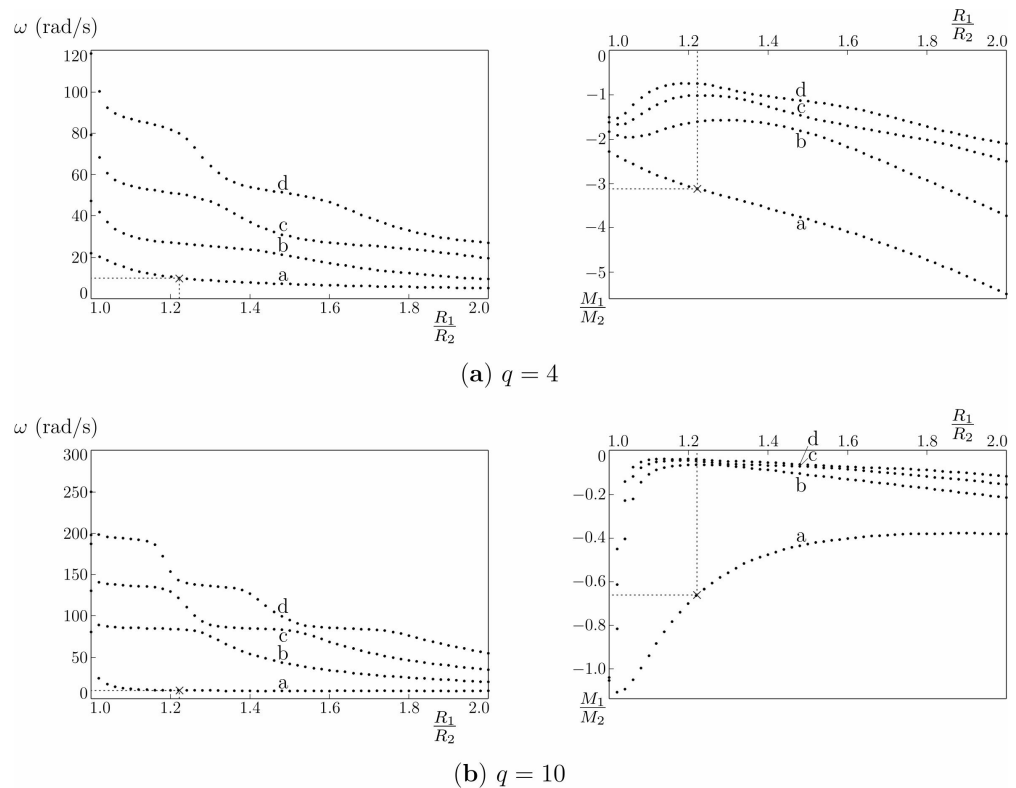 ω (rad/s)
120
100
80
60
40
20
0
1.0 1.2 1.4 1.6 1.8 2.0
R₁/R₂
d
c
b
a
R₁/R₂
1.0 1.2 1.4 1.6 1.8 2.0
0
−1
−2
−3
−4
−5
M₁/M₂
d
c
b
a
(a) q = 4
ω (rad/s)
300
250
200
150
100
50
0
1.0 1.2 1.4 1.6 1.8 2.0
R₁/R₂
d
c
b
a
R₁/R₂
1.0 1.2 1.4 1.6 1.8 2.0
0
−0.2
−0.4
−0.6
−0.8
−1.0
M₁/M₂
d
c
b
a
(b) q = 10